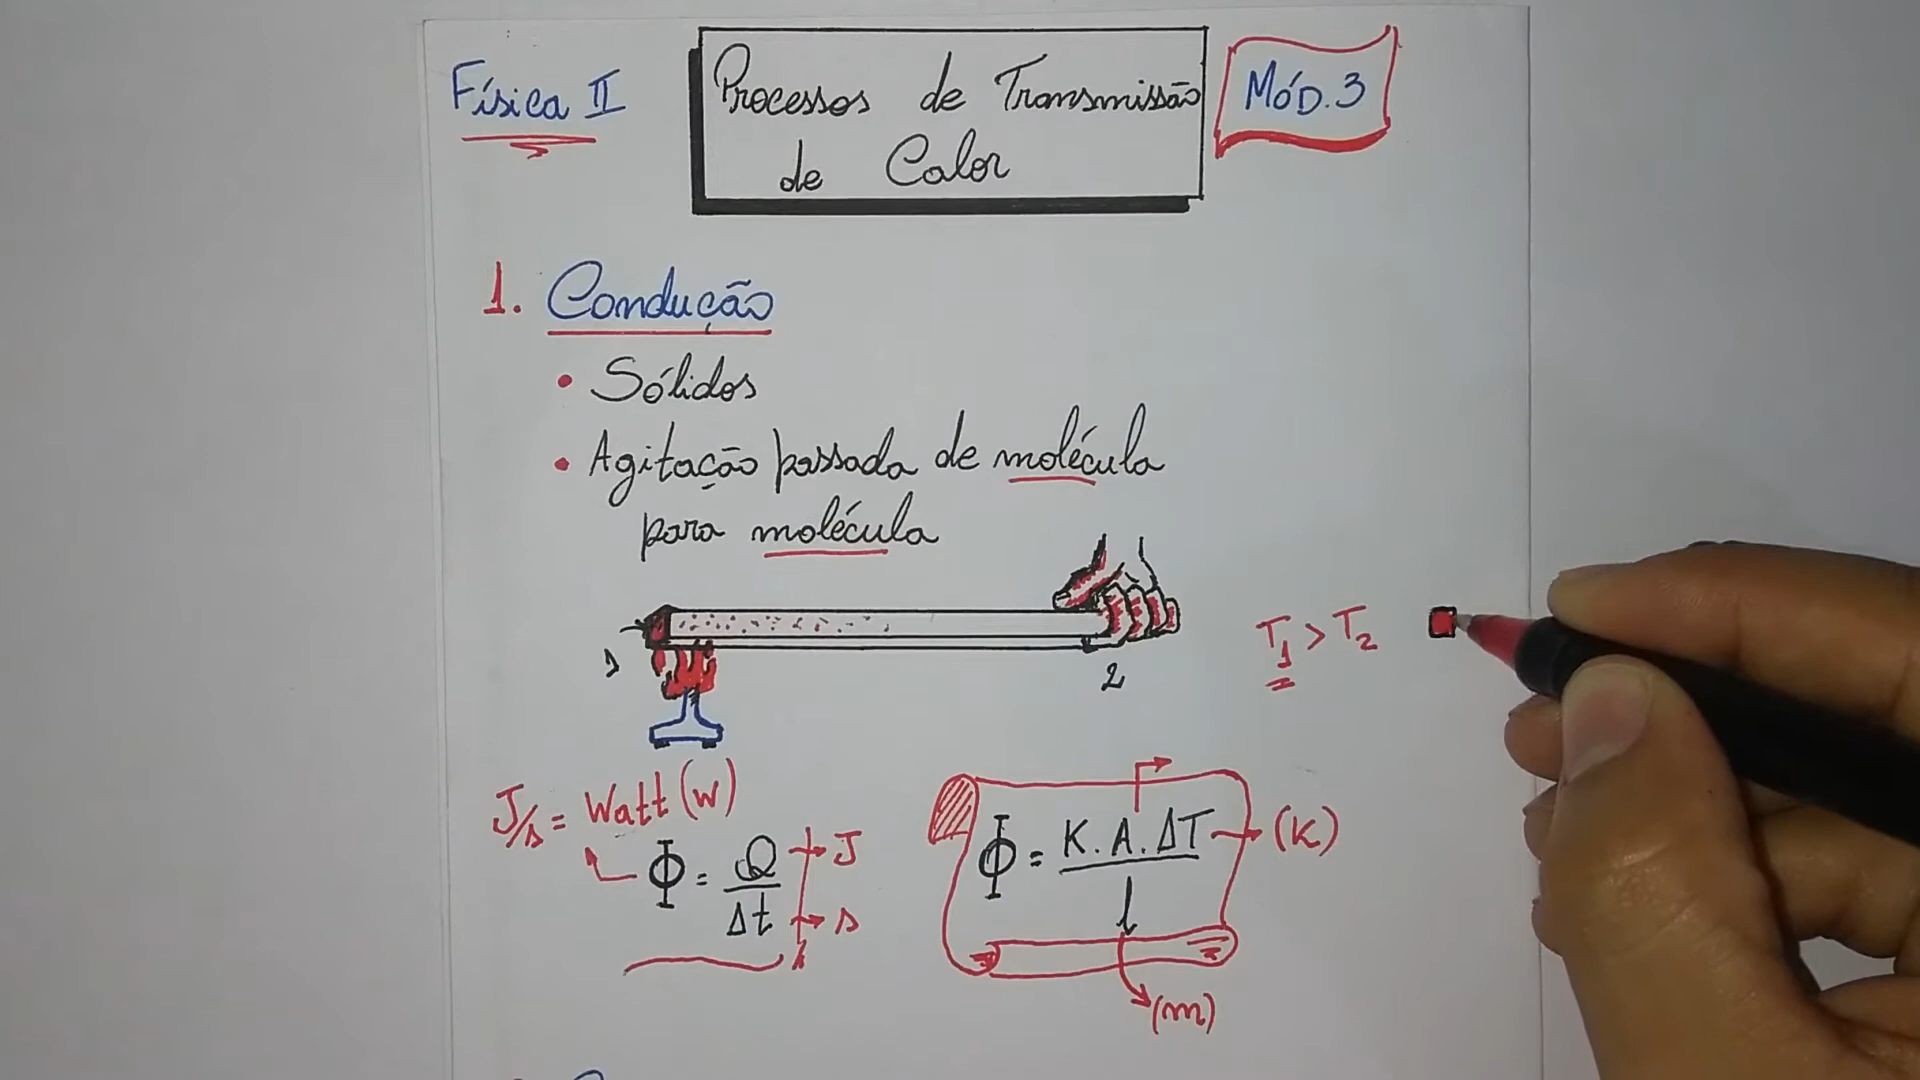 Física II
Processos de Transmissão
de Calor
MÓD. 3
1. Condução
• Sólidos
• Agitação passada de molécula
para molécula
1
2
T₁ > T₂
J/s = Watt (W)
Φ = Q/Δt
J
s
Φ = K.A.ΔT/l
(K)
(m)